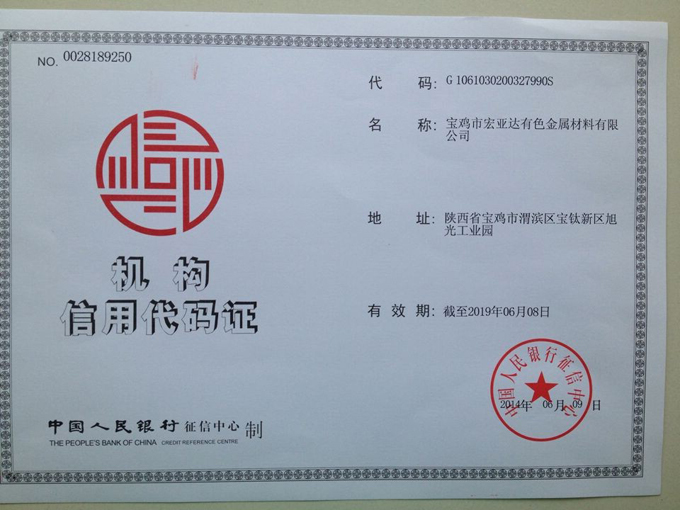 NO. 0028189250
代 码: G1061030200327990S
名 称: 宝鸡市宏亚达有色金属材料有限
公司
地 址: 陕西省宝鸡市渭滨区宝钛新区旭
光工业园
有 效 期: 截至2019年06月08日
机 构
信用代码证
中国人民银行征信中心
2014年 06月 09日
中国人民银行 征信中心 制
THE PEOPLE'S BANK OF CHINA CREDIT REFERENCE CENTRE